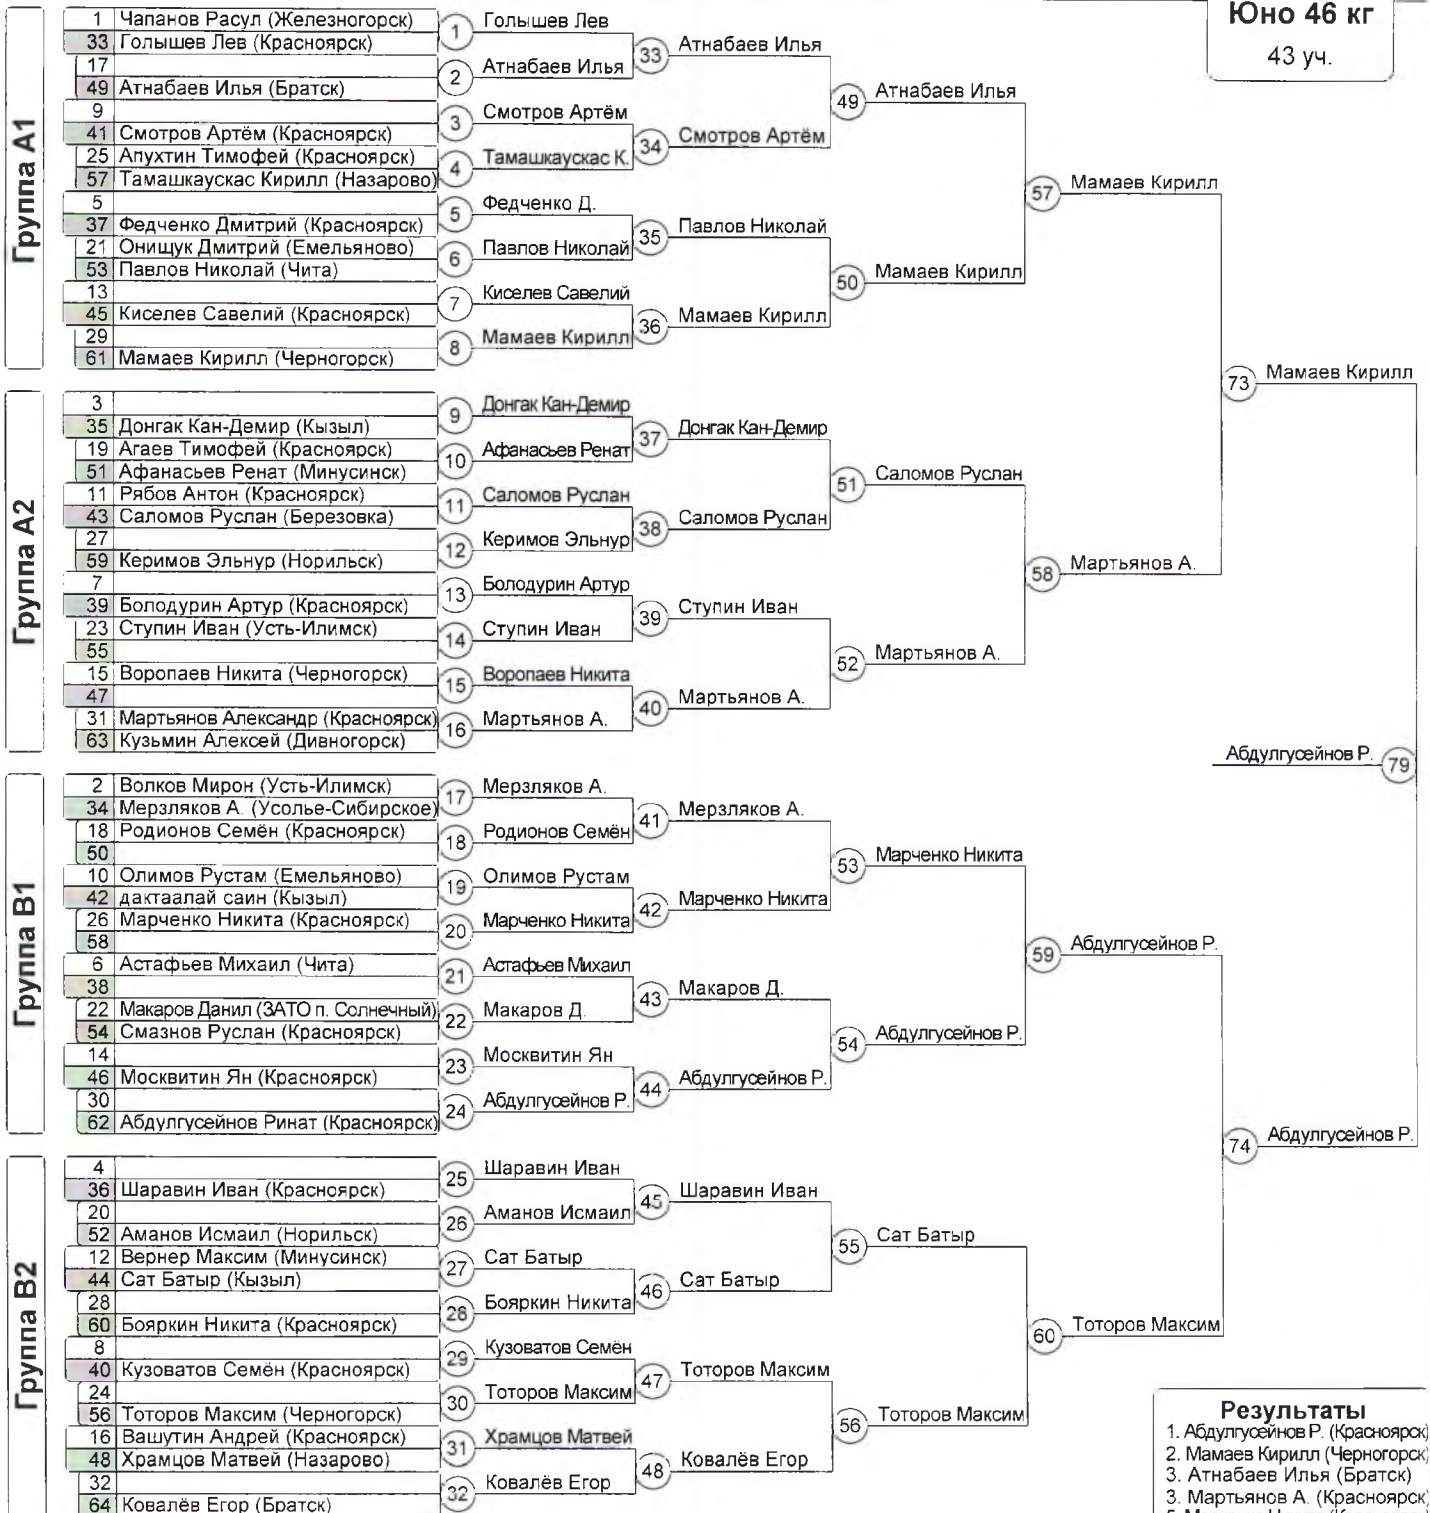 Юно 46 кг
43 уч.
Группа A1
1 Чапанов Расул (Железногорск)
33 Голышев Лев (Красноярск)
17
49 Атнабаев Илья (Братск)
9
41 Смотров Артём (Красноярск)
25 Апухтин Тимофей (Красноярск)
57 Тамашкаускас Кирилл (Назарово)
5
37 Федченко Дмитрий (Красноярск)
21 Онищук Дмитрий (Емельяново)
53 Павлов Николай (Чита)
13
45 Киселев Савелий (Красноярск)
29
61 Мамаев Кирилл (Черногорск)
1 Голышев Лев
2 Атнабаев Илья
3 Смотров Артём
4 Тамашкаускас К.
5 Федченко Д.
6 Павлов Николай
7 Киселев Савелий
8 Мамаев Кирилл
33 Атнабаев Илья
34 Смотров Артём
35 Павлов Николай
36 Мамаев Кирилл
49 Атнабаев Илья
50 Мамаев Кирилл
57 Мамаев Кирилл
Группа A2
3
35 Донгак Кан-Демир (Кызыл)
19 Агаев Тимофей (Красноярск)
51 Афанасьев Ренат (Минусинск)
11 Рябов Антон (Красноярск)
43 Саломов Руслан (Березовка)
27
59 Керимов Эльнур (Норильск)
7
39 Болодурин Артур (Красноярск)
23 Ступин Иван (Усть-Илимск)
55
15 Воропаев Никита (Черногорск)
47
31 Мартьянов Александр (Красноярск)
63 Кузьмин Алексей (Дивногорск)
9 Донгак Кан-Демир
10 Афанасьев Ренат
11 Саломов Руслан
12 Керимов Эльнур
13 Болодурин Артур
14 Ступин Иван
15 Воропаев Никита
16 Мартьянов А.
37 Донгак Кан-Демир
38 Саломов Руслан
39 Ступин Иван
40 Мартьянов А.
51 Саломов Руслан
52 Мартьянов А.
58 Мартьянов А.
73 Мамаев Кирилл
Группа B1
2 Волков Мирон (Усть-Илимск)
34 Мерзляков А. (Усолье-Сибирское)
18 Родионов Семён (Красноярск)
50
10 Олимов Рустам (Емельяново)
42 дактаалай саин (Кызыл)
26 Марченко Никита (Красноярск)
58
6 Астафьев Михаил (Чита)
38
22 Макаров Данил (ЗАТО п. Солнечный)
54 Смазнов Руслан (Красноярск)
14
46 Москвитин Ян (Красноярск)
30
62 Абдулгусейнов Ринат (Красноярск)
17 Мерзляков А.
18 Родионов Семён
19 Олимов Рустам
20 Марченко Никита
21 Астафьев Михаил
22 Макаров Д.
23 Москвитин Ян
24 Абдулгусейнов Р.
41 Мерзляков А.
42 Марченко Никита
43 Макаров Д.
44 Абдулгусейнов Р.
53 Марченко Никита
54 Абдулгусейнов Р.
59 Абдулгусейнов Р.
Группа B2
4
36 Шаравин Иван (Красноярск)
20
52 Аманов Исмаил (Норильск)
12 Вернер Максим (Минусинск)
44 Сат Батыр (Кызыл)
28
60 Бояркин Никита (Красноярск)
8
40 Кузоватов Семён (Красноярск)
24
56 Тоторов Максим (Черногорск)
16 Вашутин Андрей (Красноярск)
48 Храмцов Матвей (Назарово)
32
64 Ковалёв Егор (Братск)
25 Шаравин Иван
26 Аманов Исмаил
27 Сат Батыр
28 Бояркин Никита
29 Кузоватов Семён
30 Тоторов Максим
31 Храмцов Матвей
32 Ковалёв Егор
45 Шаравин Иван
46 Сат Батыр
47 Тоторов Максим
48 Ковалёв Егор
55 Сат Батыр
56 Тоторов Максим
60 Тоторов Максим
74 Абдулгусейнов Р.
Абдулгусейнов Р. 79
Результаты
1. Абдулгусейнов Р. (Красноярск)
2. Мамаев Кирилл (Черногорск)
3. Атнабаев Илья (Братск)
3. Мартьянов А. (Красноярск)